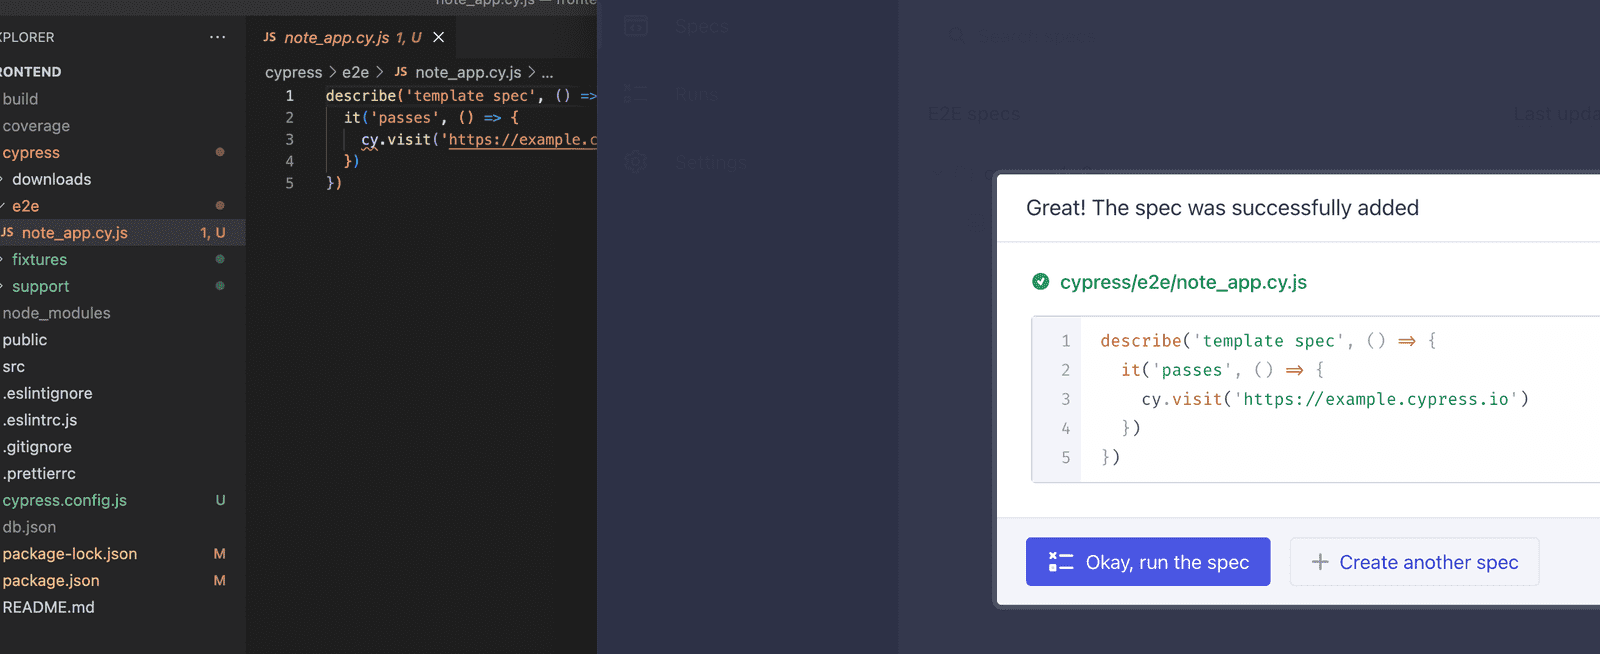 note_app.cy.js — fronte
XPLORER
...
RONTEND
build
coverage
cypress
downloads
e2e
JS note_app.cy.js 1, U
fixtures
support
node_modules
public
src
.eslintignore
.eslintrc.js
.gitignore
.prettierrc
cypress.config.js U
db.json
package-lock.json M
package.json M
README.md
JS note_app.cy.js 1, U ×
cypress > e2e > JS note_app.cy.js > ...
1 describe('template spec', () =>
2 it('passes', () => {
3 cy.visit('https://example.c
4 })
5 })
Specs
Runs
Settings
E2E specs
Last upda
Great! The spec was successfully added
cypress/e2e/note_app.cy.js
1 describe('template spec', () => {
2 it('passes', () => {
3 cy.visit('https://example.cypress.io')
4 })
5 })
Okay, run the spec
+ Create another spec